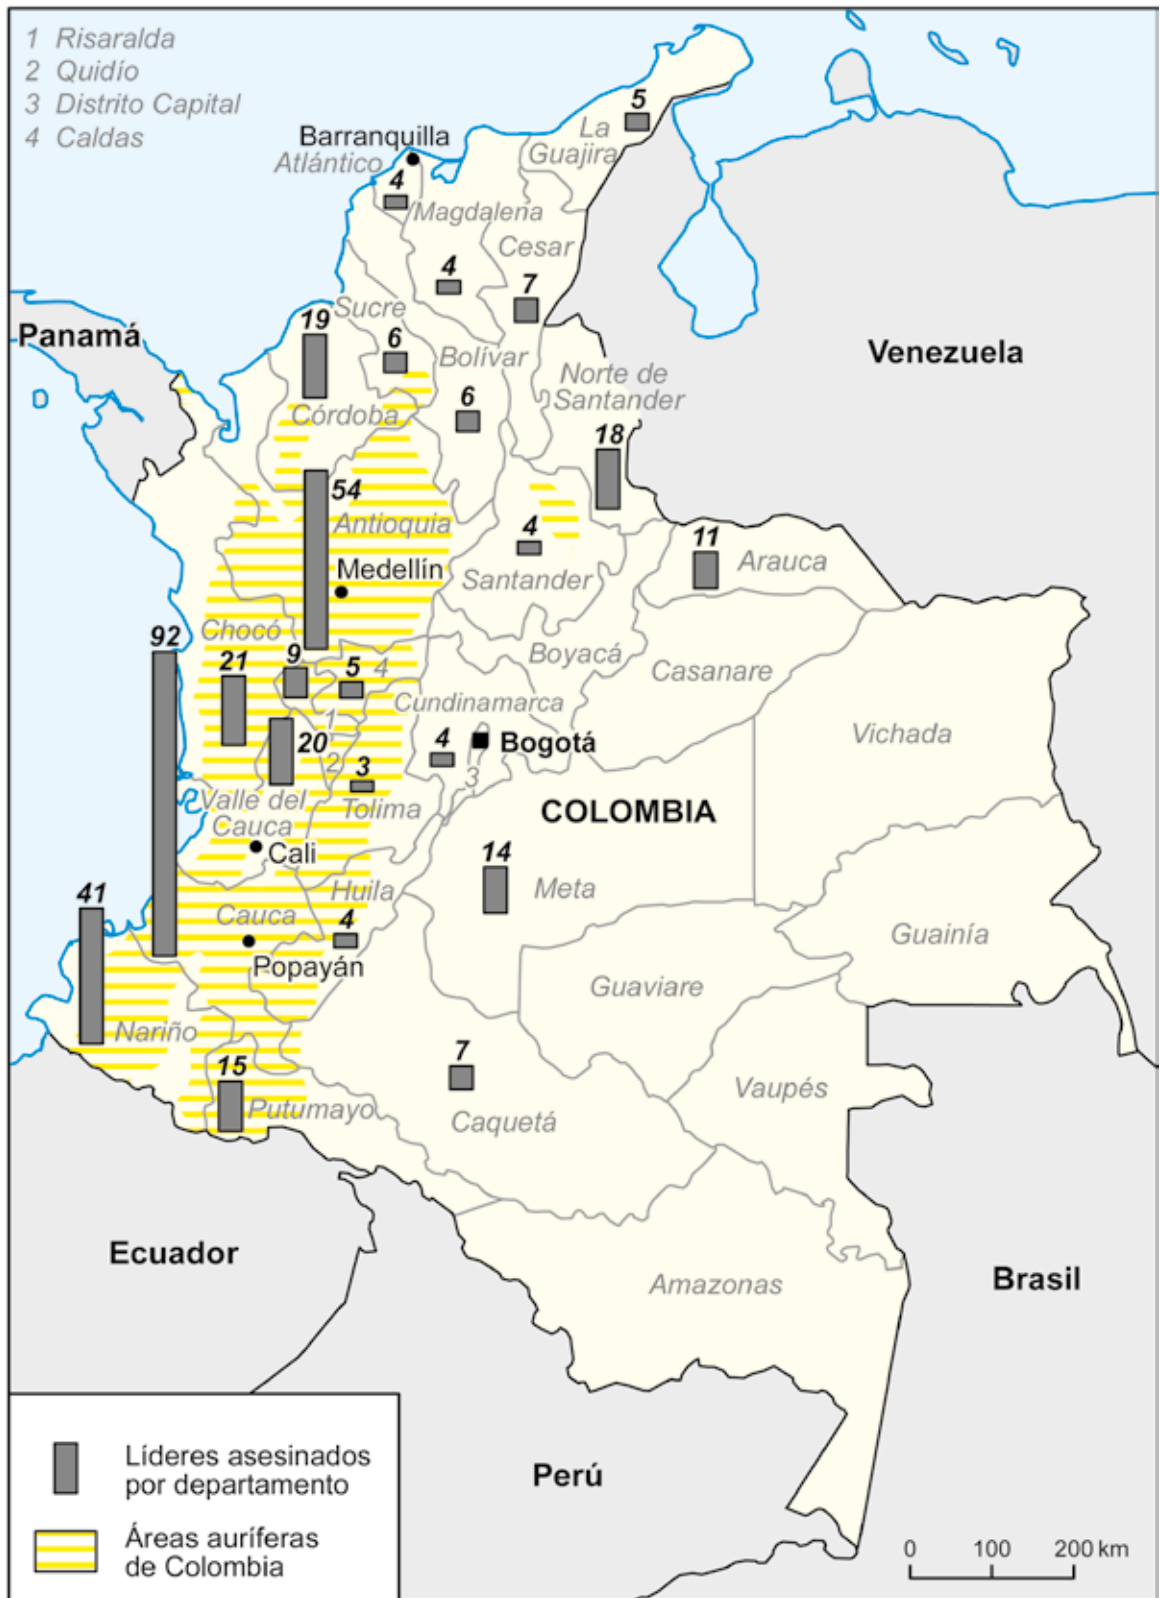 1 Risaralda
2 Quidío
3 Distrito Capital
4 Caldas
5
La
Guajira
Barranquilla
Atlántico
4
Magdalena
Cesar
4
7
Sucre
Panamá
19
6
Bolívar
Venezuela
Norte de
Santander
6
Córdoba
18
54
Antioquia
4
11
Arauca
Medellín
Santander
Chocó
92
9
21
5
4
Boyacá
Casanare
Cundinamarca
1
20
2
4
Bogotá
3
Vichada
3
Tolima
Valle del
Cauca
COLOMBIA
Cali
14
Meta
Huila
41
Cauca
4
Guainía
Popayán
Guaviare
Nariño
7
15
Putumayo
Caquetá
Vaupés
Ecuador
Amazonas
Brasil
Perú
Líderes asesinados
por departamento
Áreas auríferas
de Colombia
0 100 200 km